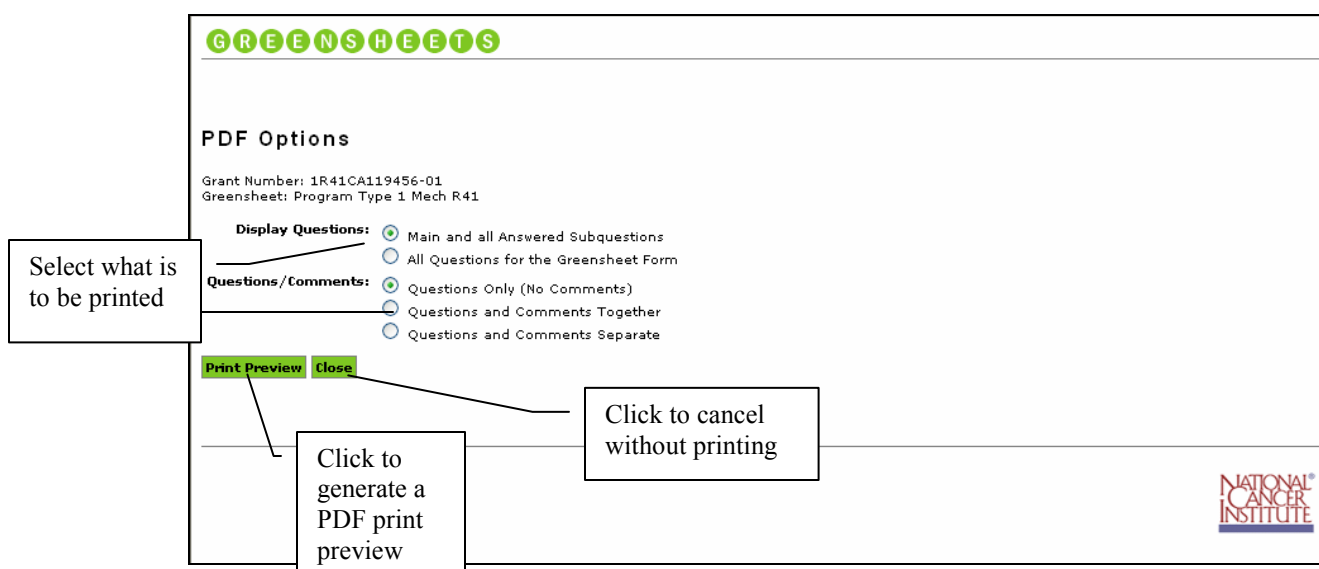 GREENSHEETS
PDF Options
Grant Number: 1R41CA119456-01
Greensheet: Program Type 1 Mech R41
Display Questions:
Main and all Answered Subquestions
All Questions for the Greensheet Form
Questions/Comments:
Questions Only (No Comments)
Questions and Comments Together
Questions and Comments Separate
Select what is
to be printed
Print Preview Close
Click to cancel
without printing
Click to
generate a
PDF print
preview
NATIONAL®
CANCER
INSTITUTE